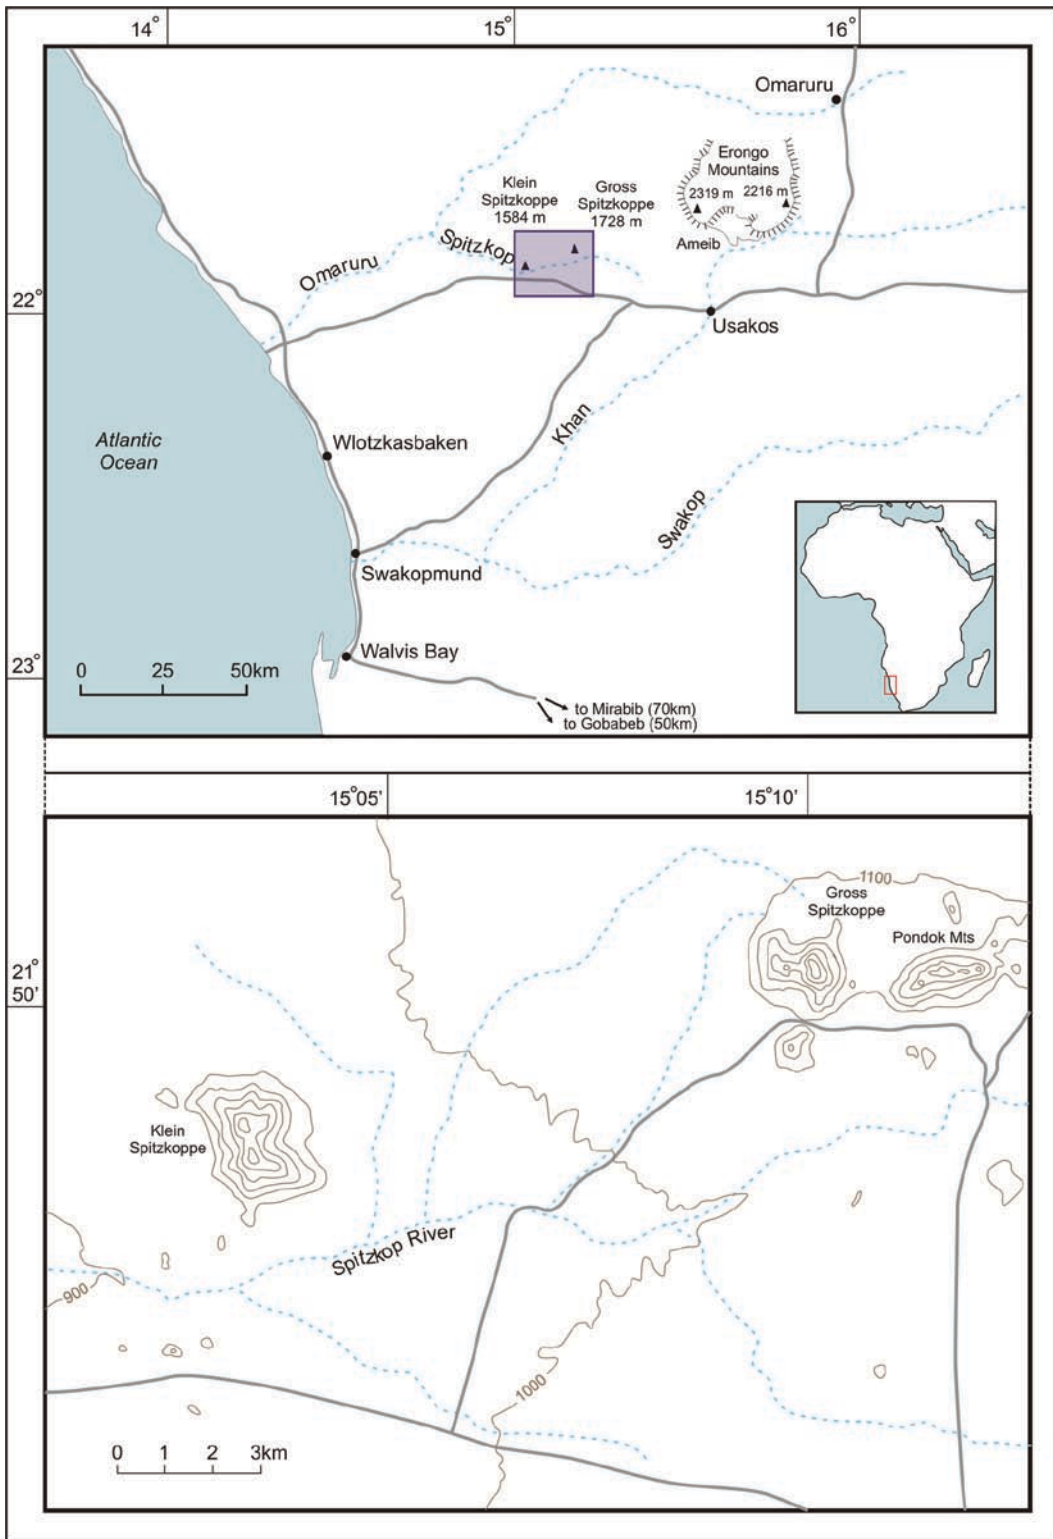 14°
15°
16°
Omaruru
Erongo
Mountains
2319 m
2216 m
Klein
Spitzkoppe
1584 m
Gross
Spitzkoppe
1728 m
Ameib
Spitzkop
Omaruru
22°
Usakos
Atlantic
Ocean
Wlotzkasbaken
Khan
Swakop
Swakopmund
Walvis Bay
23°
0 25 50km
to Mirabib (70km)
to Gobabeb (50km)
15°05'
15°10'
1100
Gross
Spitzkoppe
Pondok Mts
21°
50'
Klein
Spitzkoppe
Spitzkop River
900
1000
0 1 2 3km